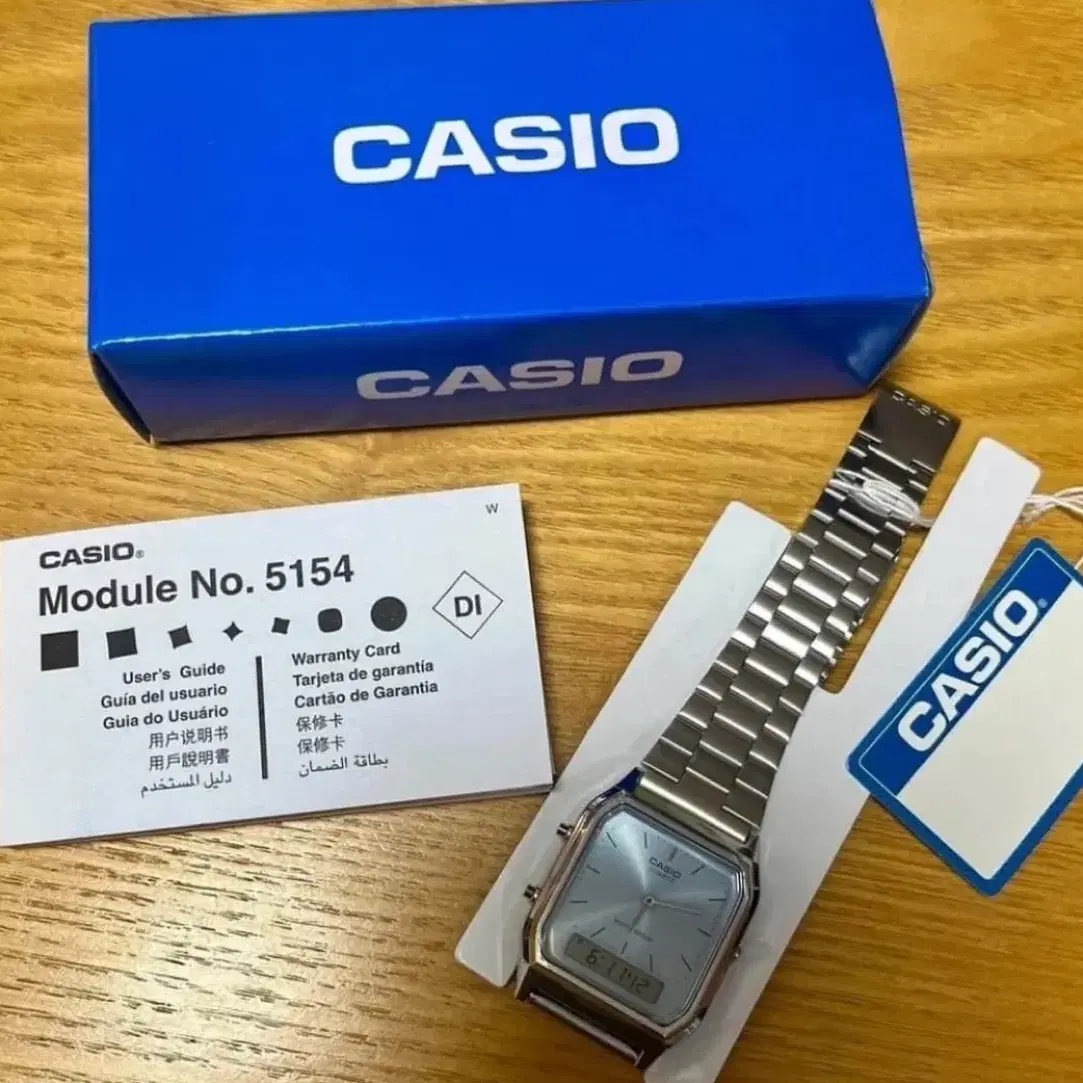 CASIO
CASIO
CASIO
W
CASIO®
Module No. 5154
DI
User's Guide
Guía del usuario
Guia do Usuário
用户说明书
用戶說明書
دليل المستخدم
Warranty Card
Tarjeta de garantía
Cartão de Garantia
保修卡
保修卡
بطاقة الضمان
CASIO®
CASIO
QUARTZ